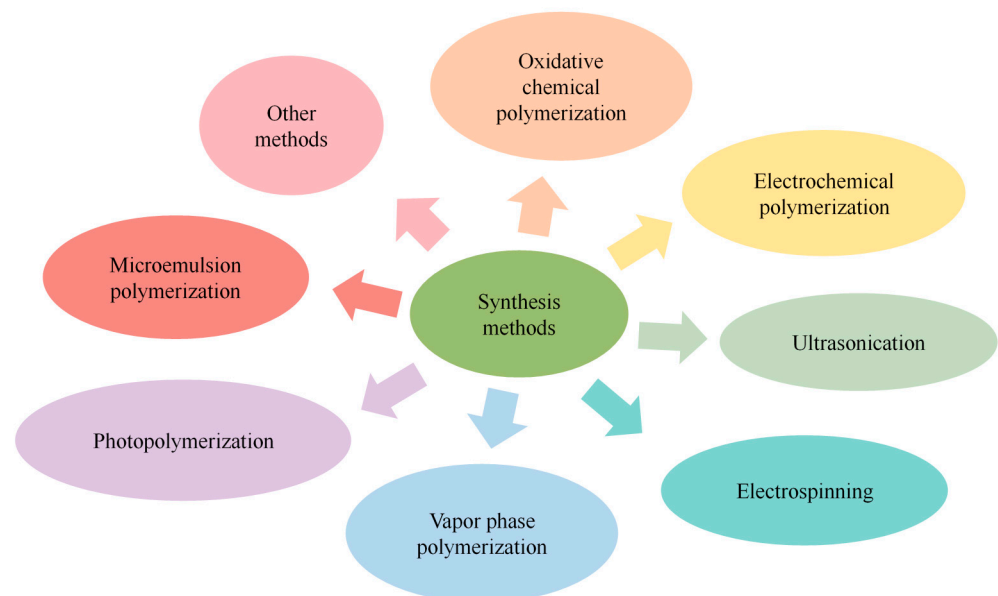 Oxidative
chemical
polymerization
Other
methods
Electrochemical
polymerization
Microemulsion
polymerization
Synthesis
methods
Ultrasonication
Photopolymerization
Electrospinning
Vapor phase
polymerization